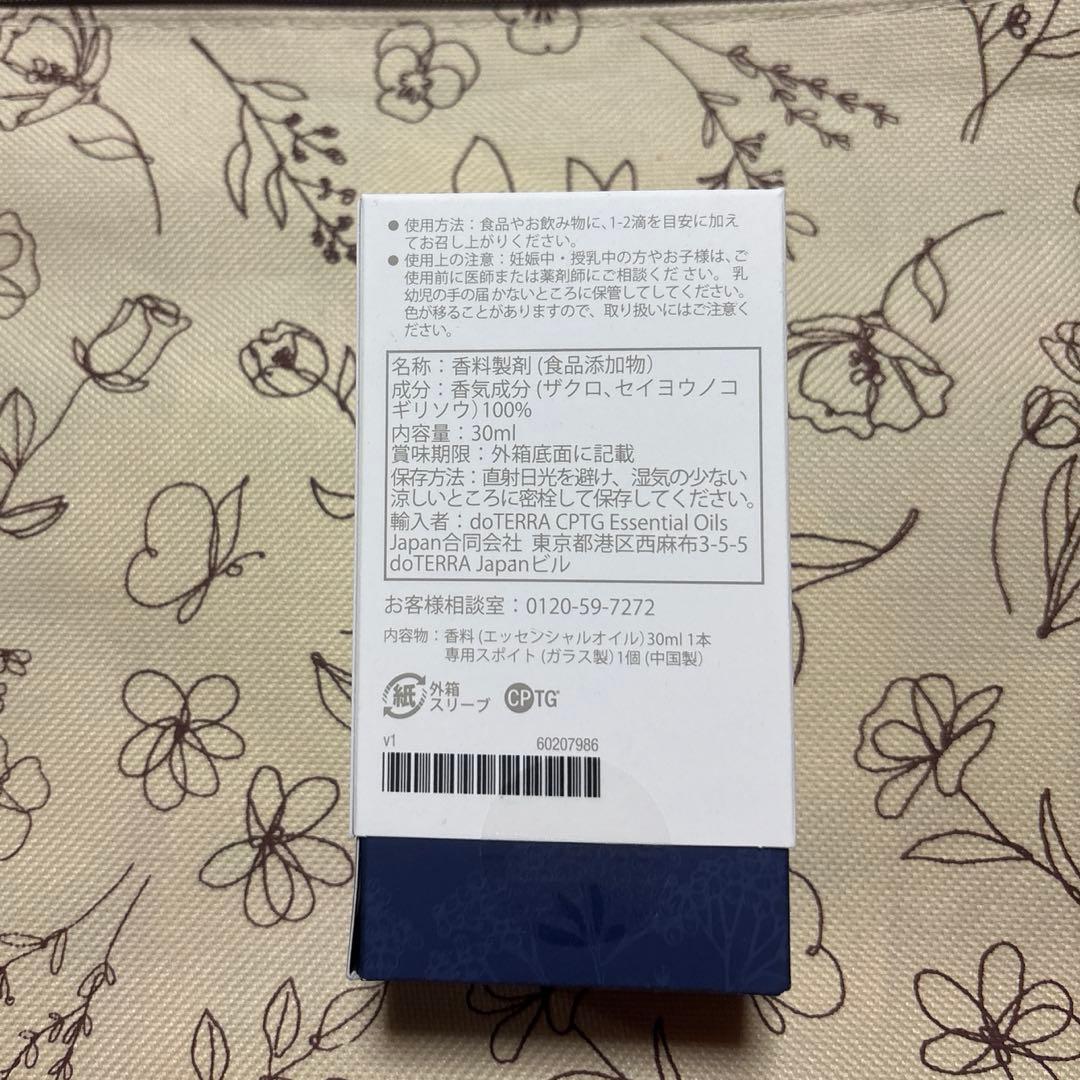 ● 使用方法：食品やお飲み物に、1-2滴を目安に加え
てお召し上がりください。
● 使用上の注意：妊娠中・授乳中の方やお子様は、ご
使用前に医師または薬剤師にご相談くだ さい。 乳
幼児の手の届 かないところに保管してしてください。
色が移ることがありますので、取り扱いにはご注意く
ださい。
名称：香料製剤 (食品添加物)
成分：香気成分 (ザクロ、セイヨウノコ
ギリソウ) 100%
内容量：30ml
賞味期限：外箱底面に記載
保存方法：直射日光を避け、湿気の少ない
涼しいところに密栓して保存してください。
輸入者：doTERRA CPTG Essential Oils
Japan合同会社 東京都港区西麻布3-5-5
doTERRA Japanビル
お客様相談室：0120-59-7272
内容物：香料 (エッセンシャルオイル) 30ml 1本
専用スポイト (ガラス製) 1個 (中国製)
紙 外箱
スリーブ
CPTG
v1 60207986